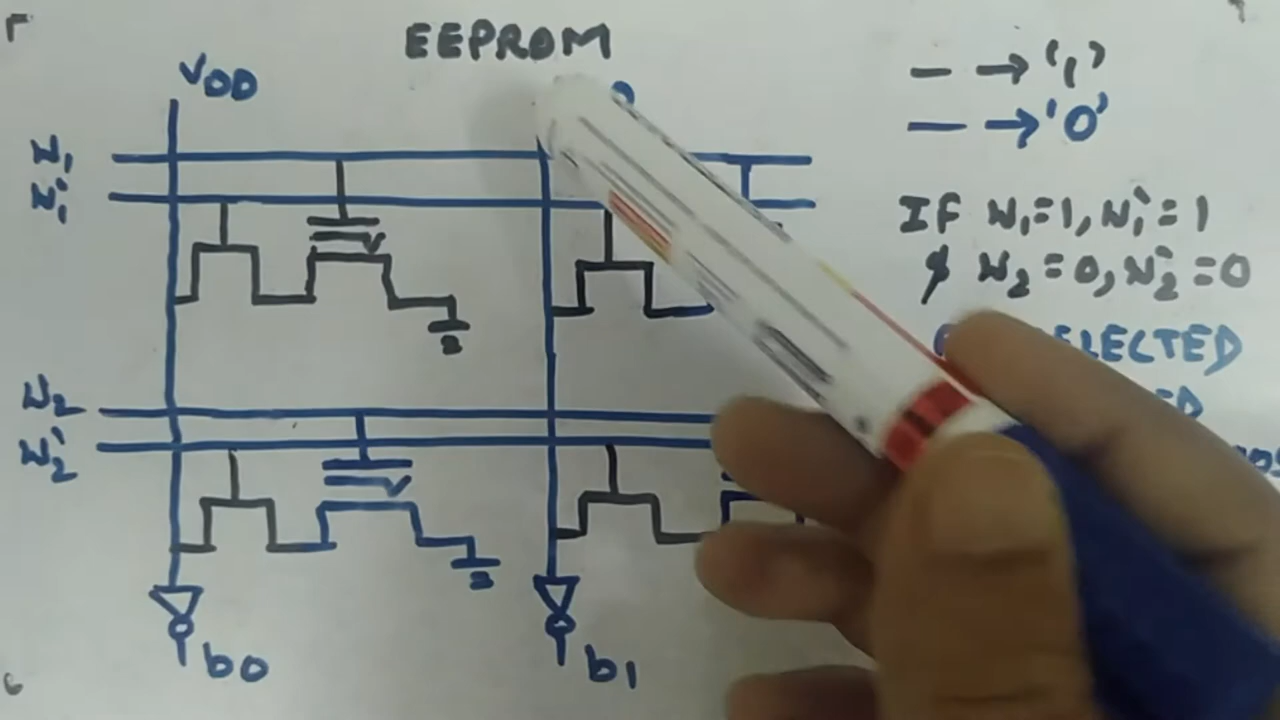 EEPROM
VDD
W₁
W₁'
W₂
W₂'
b0
b1
— → '1'
— → '0'
IF W₁=1, W₁'=1
& W₂=0, W₂'=0
ELECTED